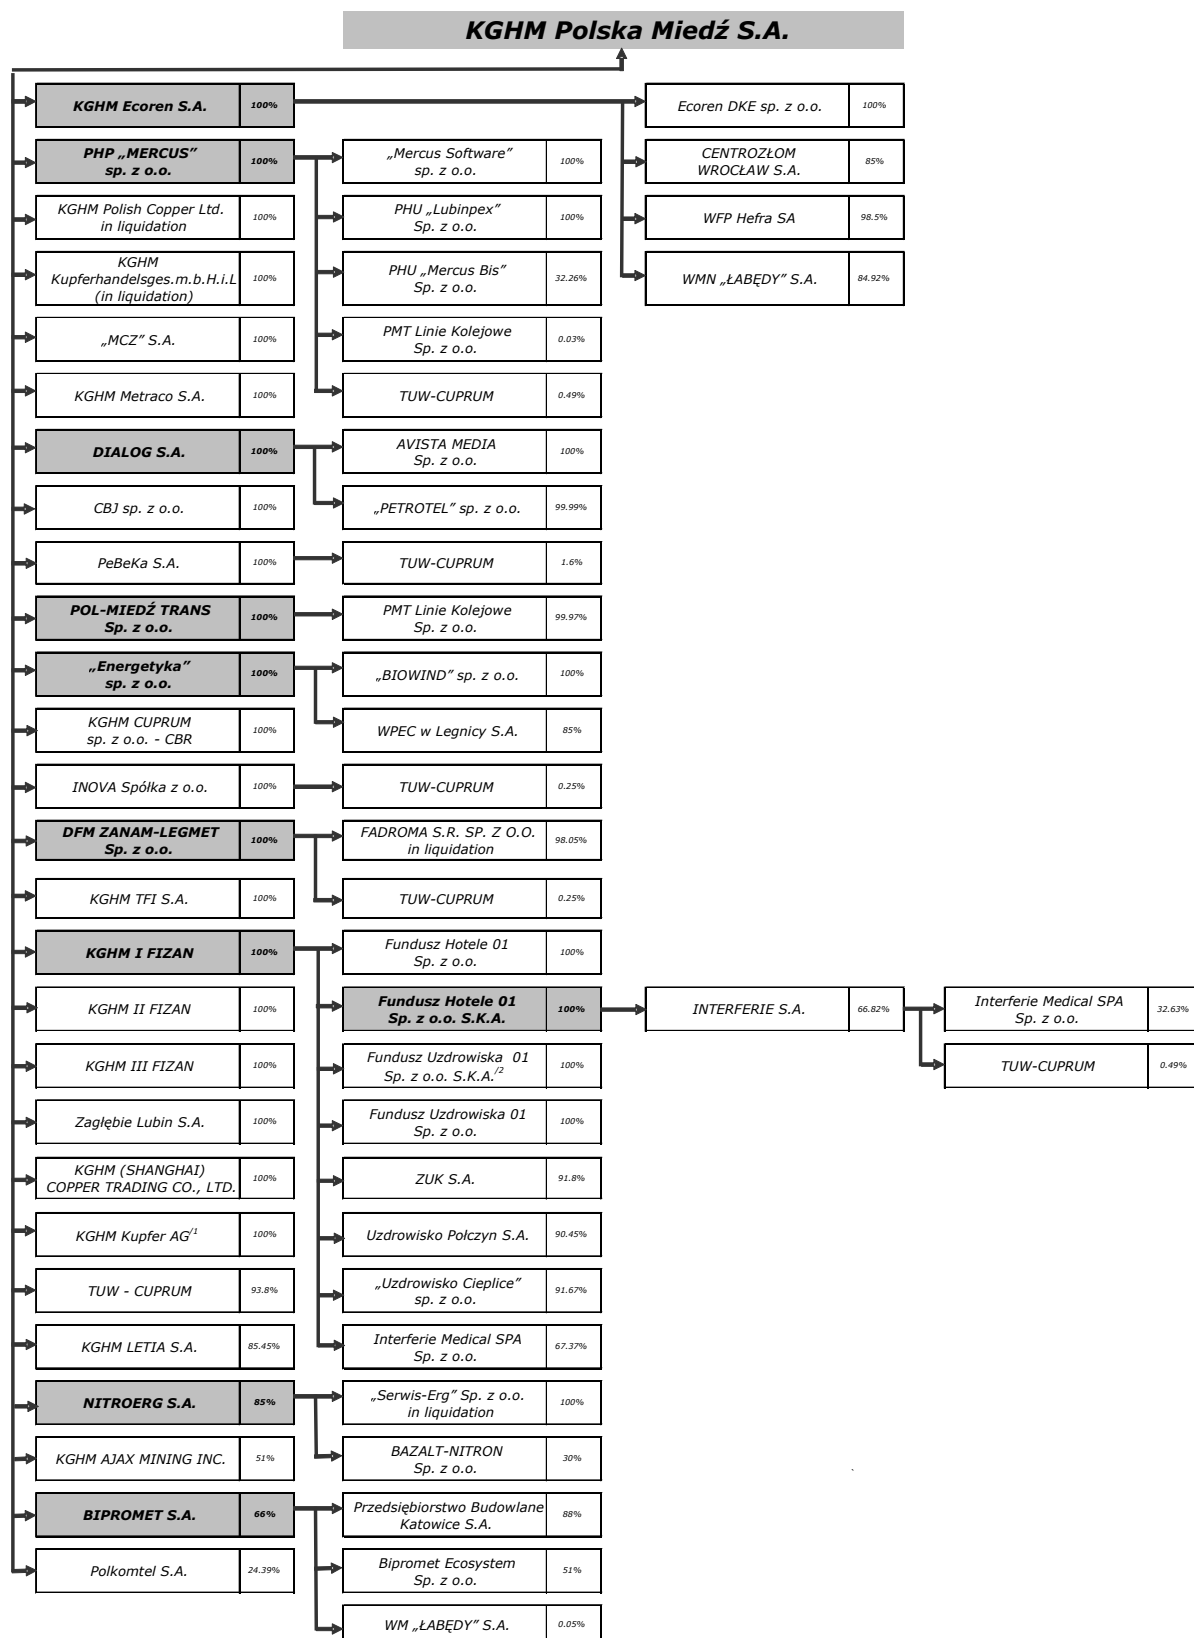 KGHM Polska Miedź S.A.
KGHM Ecoren S.A.
100%
Ecoren DKE sp. z o.o.
100%
PHP „MERCUS”
sp. z o.o.
100%
„Mercus Software”
sp. z o.o.
100%
CENTROZŁOM
WROCŁAW S.A.
85%
KGHM Polish Copper Ltd.
in liquidation
100%
PHU „Lubinpex”
Sp. z o.o.
100%
WFP Hefra SA
98.5%
KGHM
Kupferhandelsges.m.b.H.i.L
(in liquidation)
100%
PHU „Mercus Bis”
Sp. z o.o.
32.26%
WMN „ŁABĘDY” S.A.
84.92%
„MCZ” S.A.
100%
PMT Linie Kolejowe
Sp. z o.o.
0.03%
KGHM Metraco S.A.
100%
TUW-CUPRUM
0.49%
DIALOG S.A.
100%
AVISTA MEDIA
Sp. z o.o.
100%
CBJ sp. z o.o.
100%
„PETROTEL” sp. z o.o.
99.99%
PeBeKa S.A.
100%
TUW-CUPRUM
1.6%
POL-MIEDŹ TRANS
Sp. z o.o.
100%
PMT Linie Kolejowe
Sp. z o.o.
99.97%
„Energetyka”
sp. z o.o.
100%
„BIOWIND” sp. z o.o.
100%
KGHM CUPRUM
sp. z o.o. - CBR
100%
WPEC w Legnicy S.A.
85%
INOVA Spółka z o.o.
100%
TUW-CUPRUM
0.25%
DFM ZANAM-LEGMET
Sp. z o.o.
100%
FADROMA S.R. SP. Z O.O.
in liquidation
98.05%
KGHM TFI S.A.
100%
TUW-CUPRUM
0.25%
KGHM I FIZAN
100%
Fundusz Hotele 01
Sp. z o.o.
100%
KGHM II FIZAN
100%
Fundusz Hotele 01
Sp. z o.o. S.K.A.
100%
INTERFERIE S.A.
66.82%
Interferie Medical SPA
Sp. z o.o.
32.63%
KGHM III FIZAN
100%
Fundusz Uzdrowiska 01
Sp. z o.o. S.K.A./2
100%
TUW-CUPRUM
0.49%
Zagłębie Lubin S.A.
100%
Fundusz Uzdrowiska 01
Sp. z o.o.
100%
KGHM (SHANGHAI)
COPPER TRADING CO., LTD.
100%
ZUK S.A.
91.8%
KGHM Kupfer AG/1
100%
Uzdrowisko Połczyn S.A.
90.45%
TUW - CUPRUM
93.8%
„Uzdrowisko Cieplice”
sp. z o.o.
91.67%
KGHM LETIA S.A.
85.45%
Interferie Medical SPA
Sp. z o.o.
67.37%
NITROERG S.A.
85%
„Serwis-Erg” Sp. z o.o.
in liquidation
100%
KGHM AJAX MINING INC.
51%
BAZALT-NITRON
Sp. z o.o.
30%
BIPROMET S.A.
66%
Przedsiębiorstwo Budowlane
Katowice S.A.
88%
Polkomtel S.A.
24.39%
Bipromet Ecosystem
Sp. z o.o.
51%
WM „ŁABĘDY” S.A.
0.05%